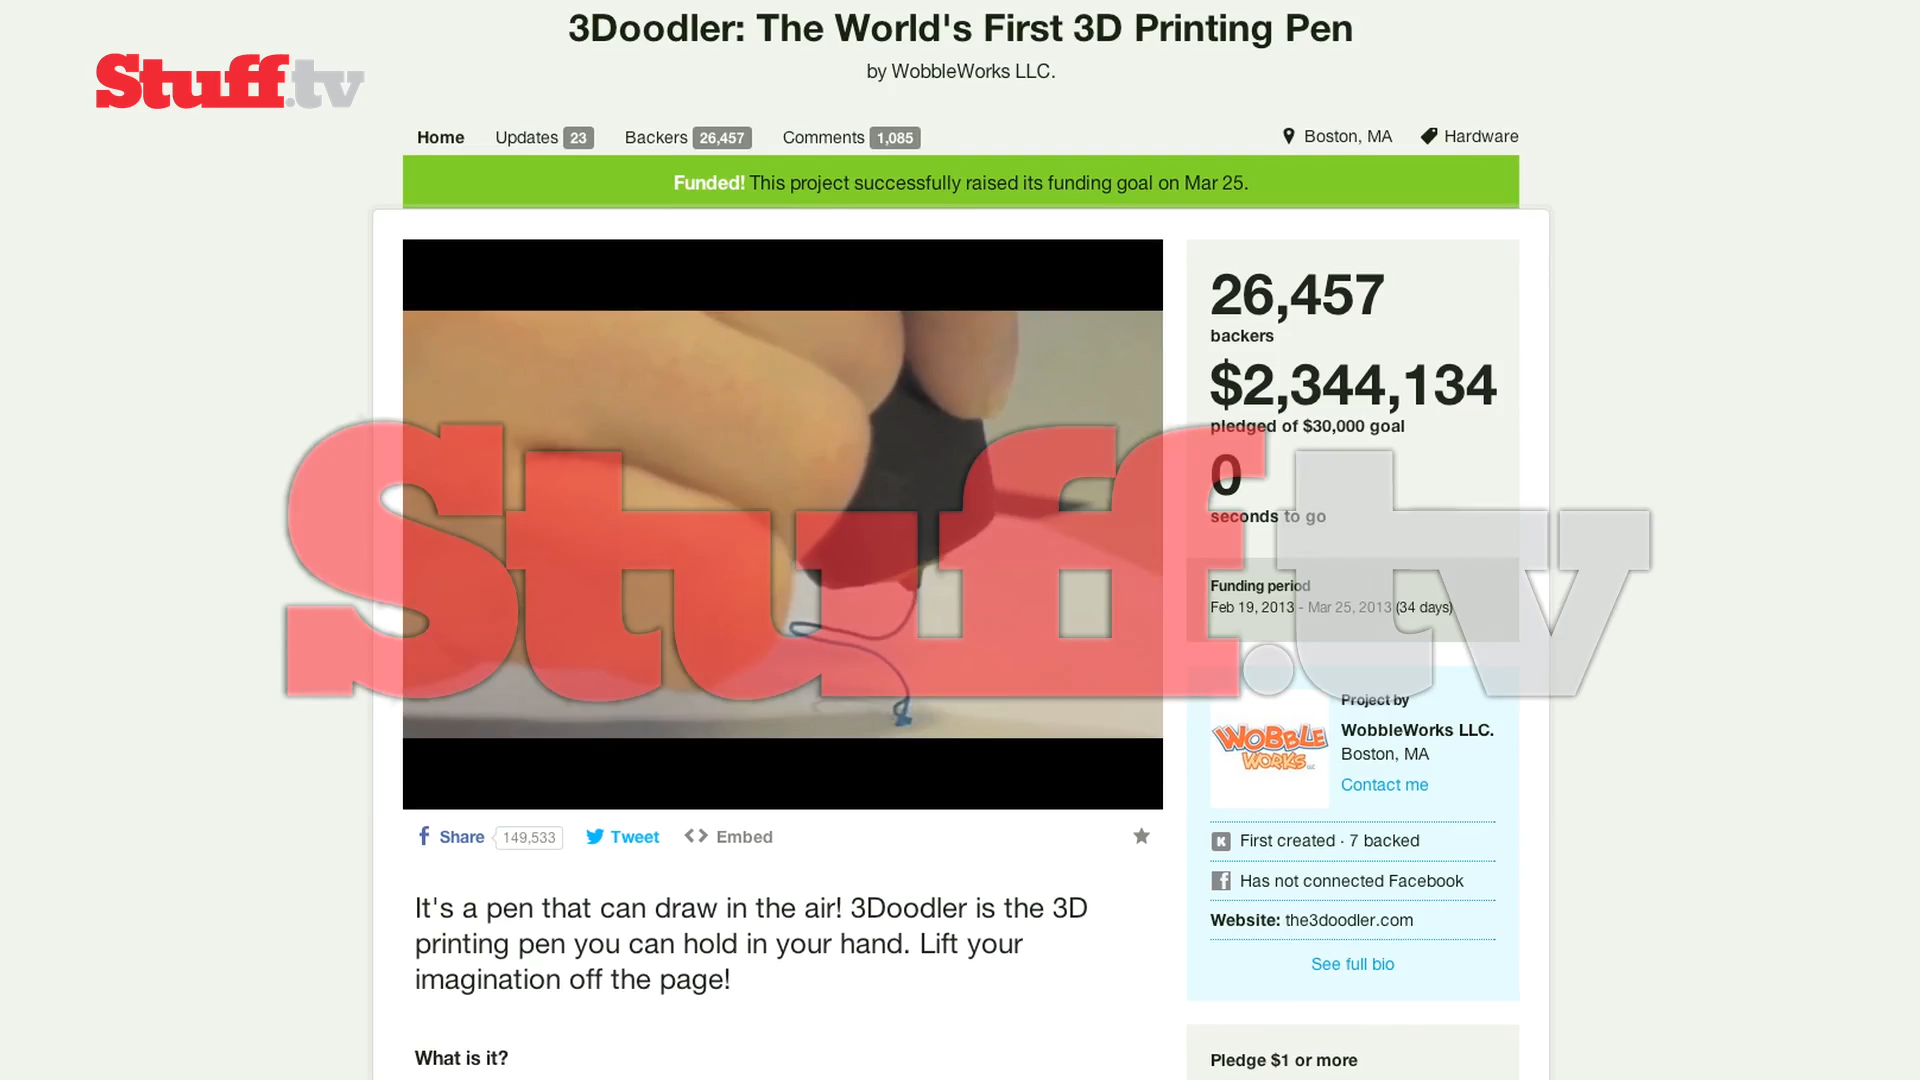 3Doodler: The World's First 3D Printing Pen
by WobbleWorks LLC.
Stuff.tv
Home Updates 23 Backers 26,457 Comments 1,085 Boston, MA Hardware
Funded! This project successfully raised its funding goal on Mar 25.
26,457
backers
$2,344,134
pledged of $30,000 goal
0
seconds to go
Stuff.tv
Funding period
Feb 19, 2013 - Mar 25, 2013 (34 days)
Project by
WobbleWorks LLC.
Boston, MA
Contact me
WOBBLE
WORKS LLC
First created · 7 backed
Has not connected Facebook
Website: the3doodler.com
See full bio
Share 149,533 Tweet Embed
It's a pen that can draw in the air! 3Doodler is the 3D
printing pen you can hold in your hand. Lift your
imagination off the page!
What is it?
Pledge $1 or more